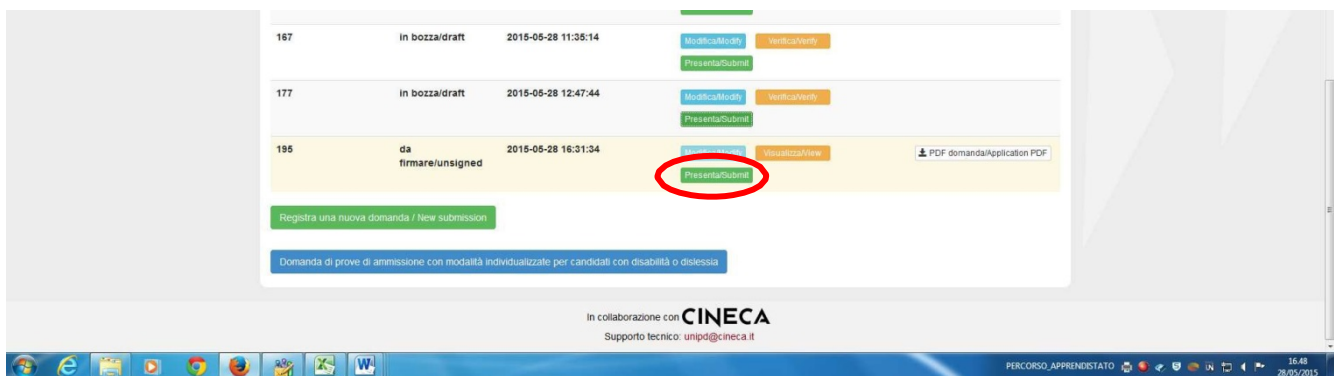 167 in bozza/draft 2015-05-28 11:35:14 Modifica/Modify Verifica/Verify
Presenta/Submit
177 in bozza/draft 2015-05-28 12:47:44 Modifica/Modify Verifica/Verify
Presenta/Submit
195 da firmare/unsigned 2015-05-28 16:31:34 Modifica/Modify Visualizza/View PDF domanda/Application PDF
Presenta/Submit
Registra una nuova domanda / New submission
Domanda di prove di ammissione con modalità individualizzate per candidati con disabilità o dislessia
In collaborazione con CINECA
Supporto tecnico: unipd@cineca.it
PERCORSO_APPRENDISTATO 16.48
28/05/2015